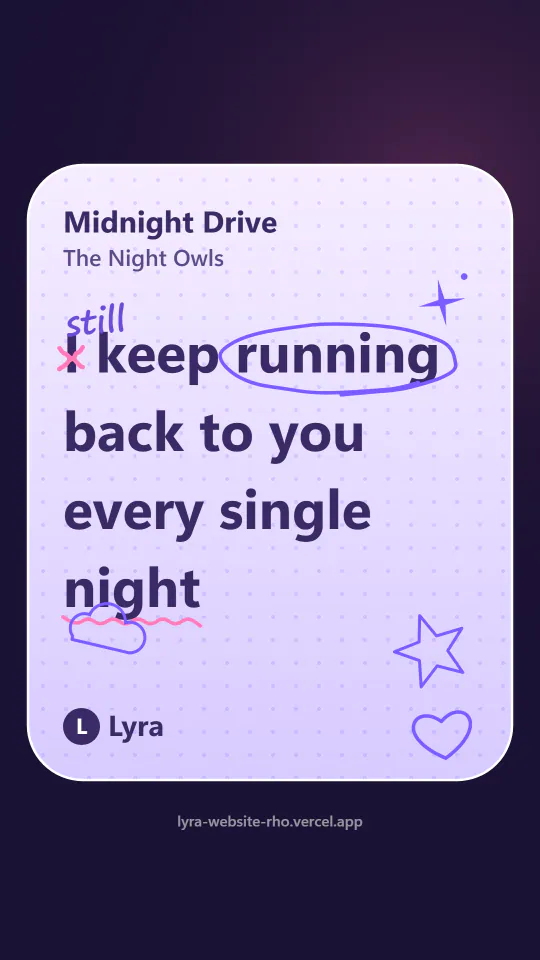 Midnight Drive
The Night Owls
still
I keep running
back to you
every single
night
L Lyra
lyra-website-rho.vercel.app